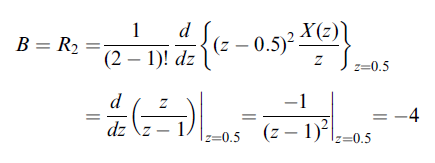 B = R₂ = \frac{1}{(2 − 1)!} \frac{d}{dz} \left\{ (z − 0.5)² \frac{X(z)}{z} \right\}_{z=0.5}
= \frac{d}{dz} \left( \frac{z}{z − 1} \right) \Big|_{z=0.5} = \frac{−1}{(z − 1)²} \Big|_{z=0.5} = −4